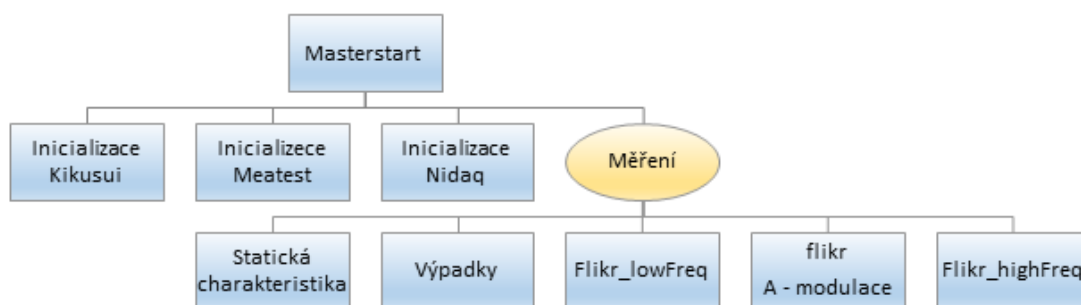 Masterstart
Inicializace
Kikusui
Inicializece
Meatest
Inicializace
Nidaq
Měření
Statická
charakteristika
Výpadky
Flikr_lowFreq
flikr
A - modulace
Flikr_highFreq